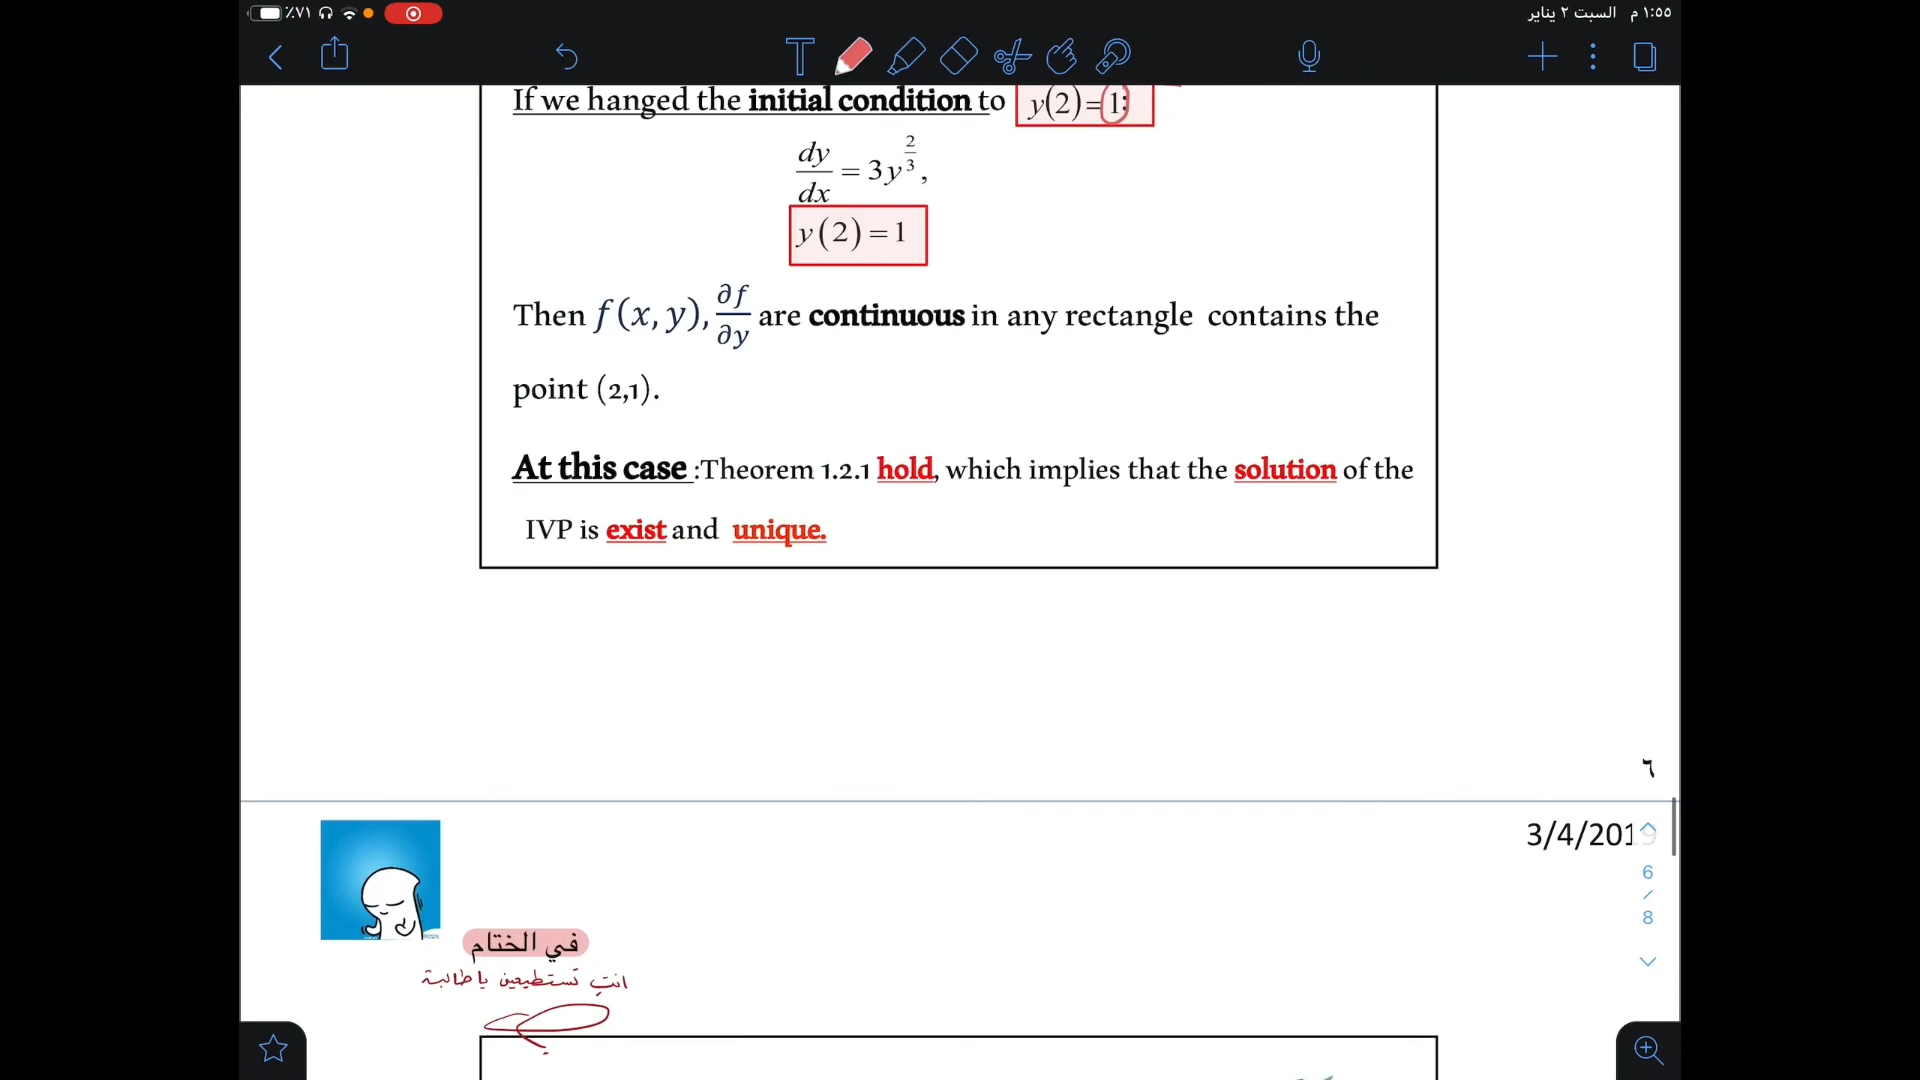 ٪٧١
١:٥٥ م السبت ٢ يناير
T
If we hanged the initial condition to y(2)=1:
dy/dx = 3y^(2/3),
y(2)=1
Then f(x, y), ∂f/∂y are continuous in any rectangle contains the
point (2,1).
At this case :Theorem 1.2.1 hold, which implies that the solution of the
IVP is exist and unique.
٦
3/4/2019
6
/
8
في الختام
انتِ تستطيعين يا طالبة